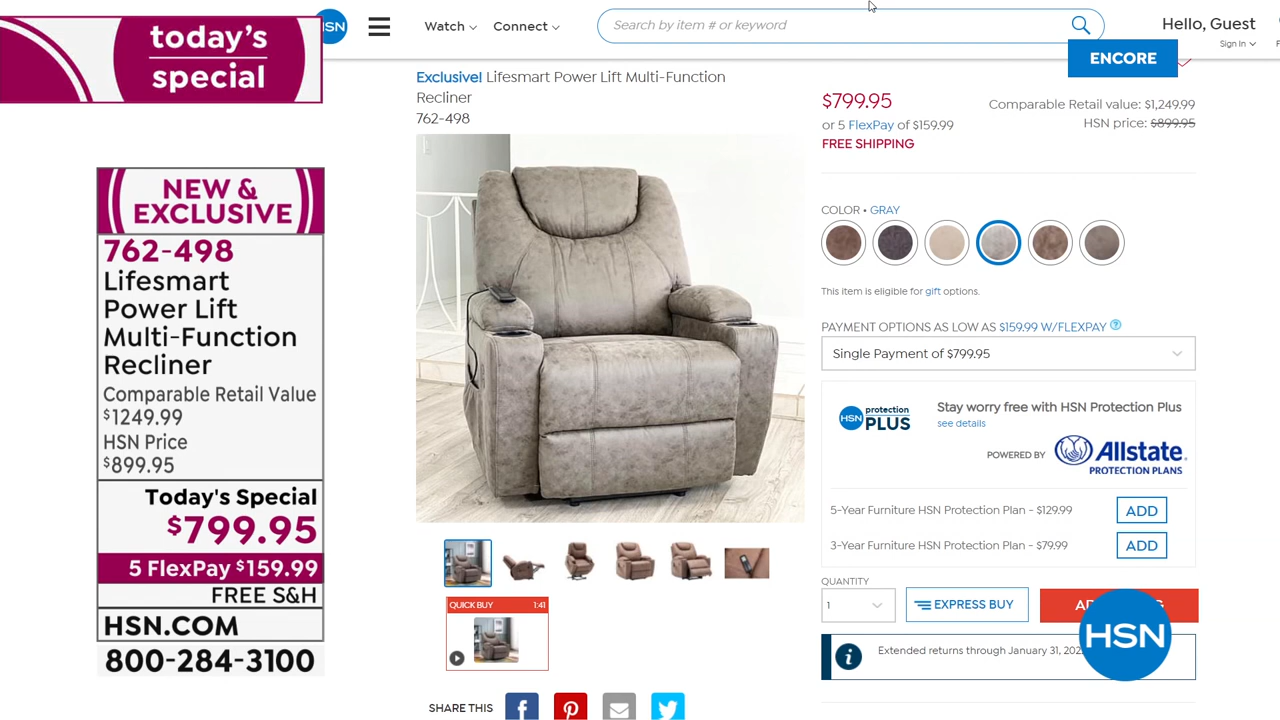 today's
special
HSN
Watch
Connect
Search by item # or keyword
Hello, Guest
Sign In
ENCORE
NEW &
EXCLUSIVE
762-498
Lifesmart
Power Lift
Multi-Function
Recliner
Comparable Retail Value
$1249.99
HSN Price
$899.95
Today's Special
$799.95
5 FlexPay $159.99
FREE S&H
HSN.COM
800-284-3100
Exclusive! Lifesmart Power Lift Multi-Function
Recliner
762-498
QUICK BUY 1:41
SHARE THIS
$799.95
or 5 FlexPay of $159.99
FREE SHIPPING
Comparable Retail value: $1,249.99
HSN price: $899.95
COLOR • GRAY
This item is eligible for gift options.
PAYMENT OPTIONS AS LOW AS $159.99 W/FLEXPAY
Single Payment of $799.95
HSN protection
PLUS
Stay worry free with HSN Protection Plus
see details
POWERED BY Allstate
PROTECTION PLANS
5-Year Furniture HSN Protection Plan - $129.99 ADD
3-Year Furniture HSN Protection Plan - $79.99 ADD
QUANTITY
1
EXPRESS BUY
HSN
Extended returns through January 31,